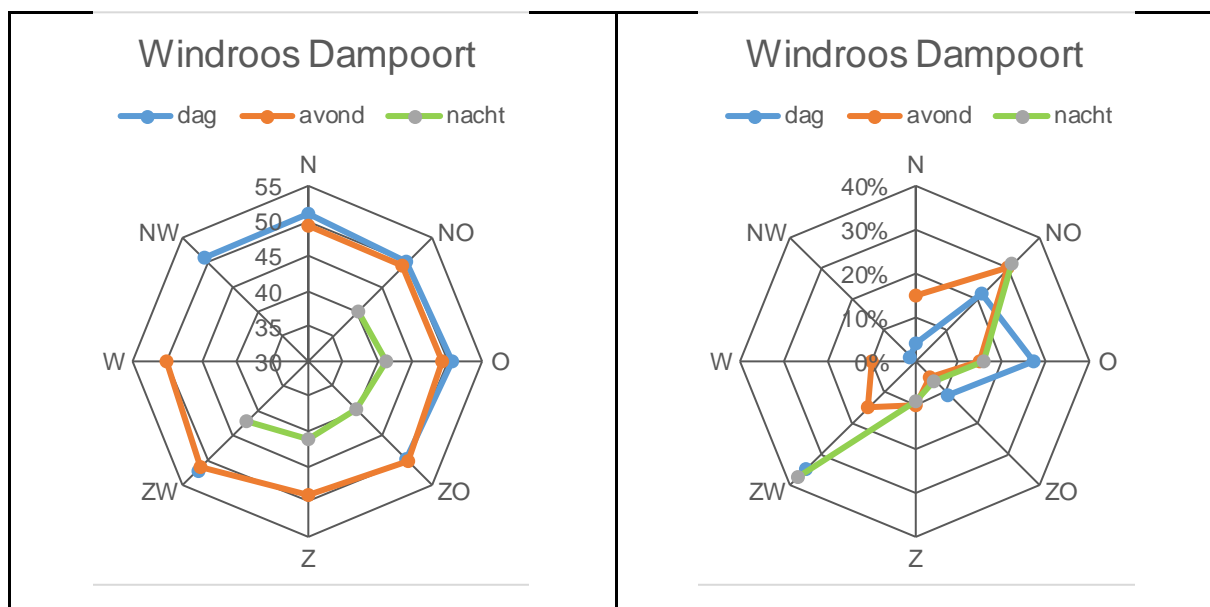 Windroos Dampoort
dag avond nacht
N
55
NW 50 NO
45
40
35
W 30 O
ZW ZO
Z
Windroos Dampoort
dag avond nacht
N
40%
NW 30% NO
20%
10%
W 0% O
ZW ZO
Z